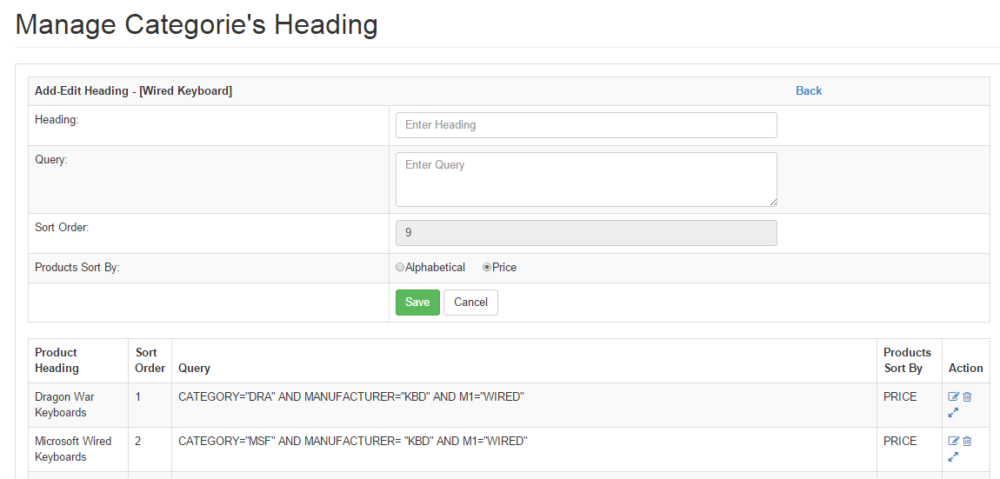 Manage Categorie's Heading
Add-Edit Heading - [Wired Keyboard] Back
Heading: Enter Heading
Query: Enter Query
Sort Order: 9
Products Sort By: Alphabetical Price
Save Cancel
Product Heading Sort Order Query Products Sort By Action
Dragon War Keyboards 1 CATEGORY="DRA" AND MANUFACTURER="KBD" AND M1="WIRED" PRICE
Microsoft Wired Keyboards 2 CATEGORY="MSF" AND MANUFACTURER= "KBD" AND M1="WIRED" PRICE